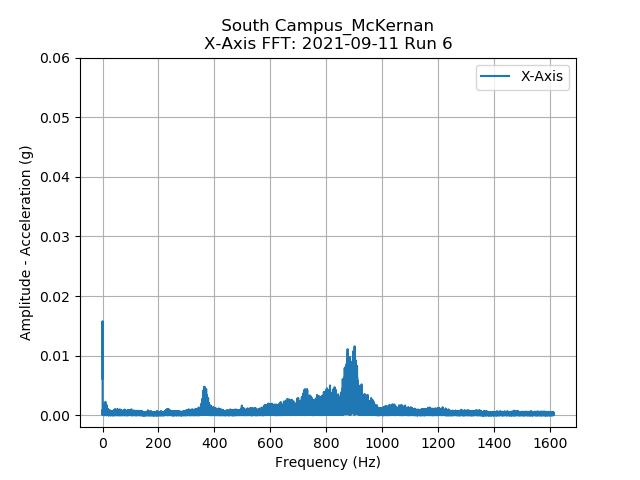 South Campus_McKernan
X-Axis FFT: 2021-09-11 Run 6
X-Axis
0.06
0.05
0.04
0.03
0.02
0.01
0.00
Amplitude - Acceleration (g)
0 200 400 600 800 1000 1200 1400 1600
Frequency (Hz)